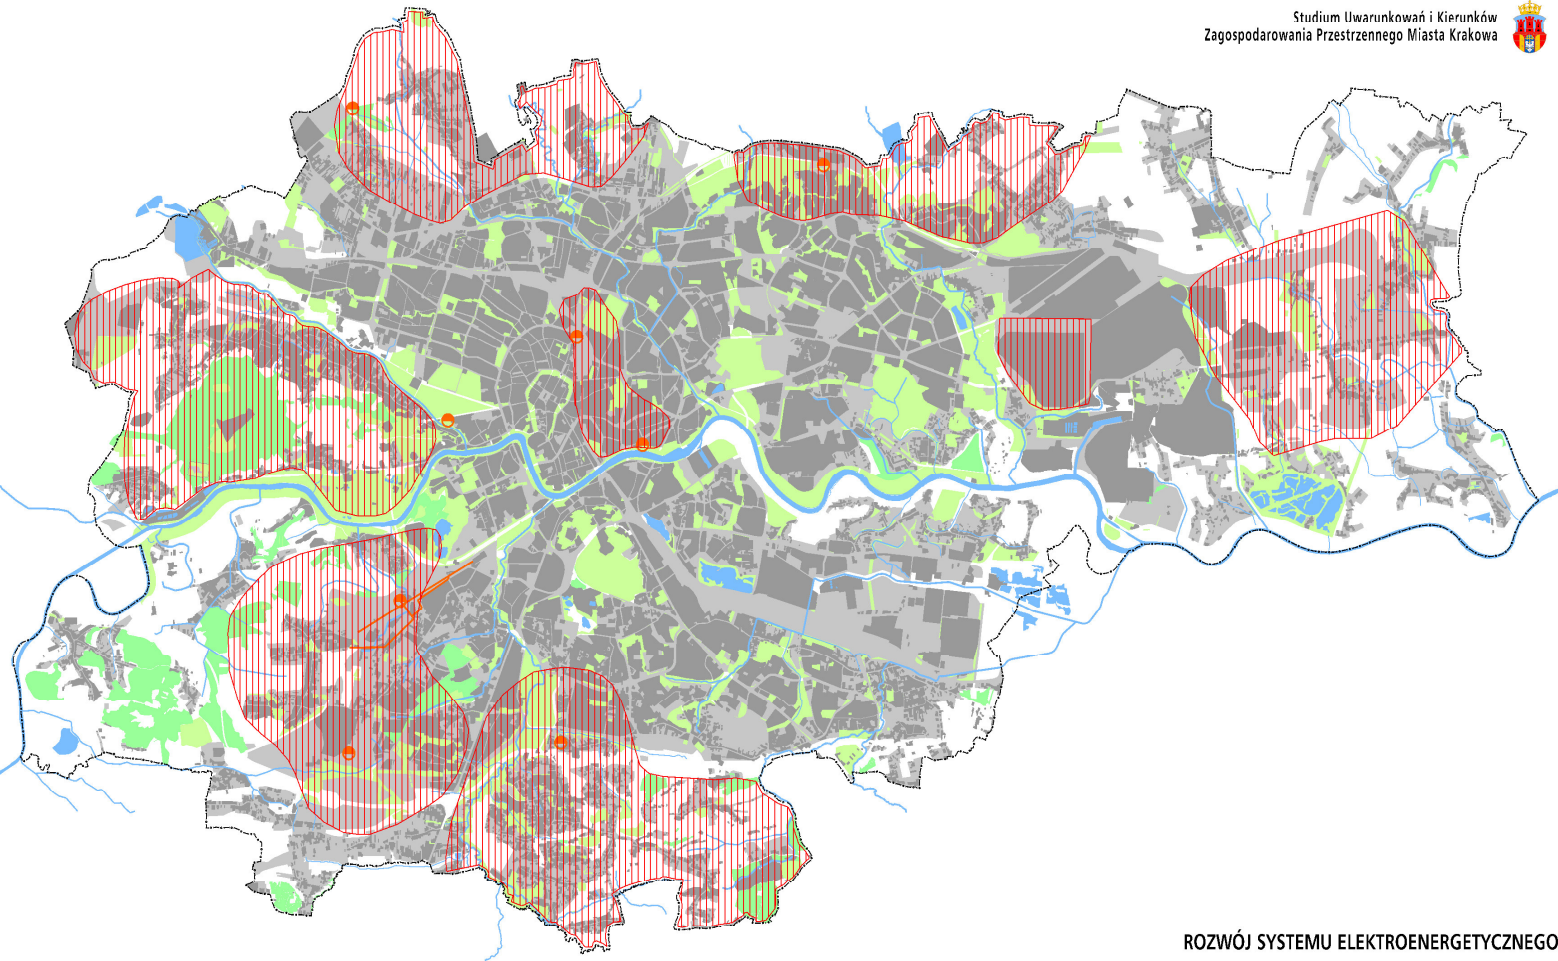 Studium Uwarunkowań i Kierunków
Zagospodarowania Przestrzennego Miasta Krakowa
ROZWÓJ SYSTEMU ELEKTROENERGETYCZNEGO